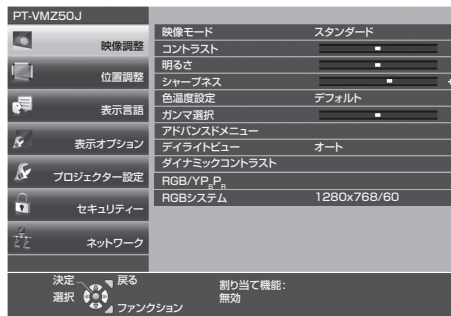 PT-VMZ50J
映像調整
位置調整
表示言語
表示オプション
プロジェクター設定
セキュリティー
ネットワーク
映像モード スタンダード
コントラスト
明るさ
シャープネス +
色温度設定 デフォルト
ガンマ選択
アドバンスドメニュー
デイライトビュー オート
ダイナミックコントラスト
RGB/YPBPR
RGBシステム 1280x768/60
決定 戻る
選択 ファンクション
割り当て機能:
無効